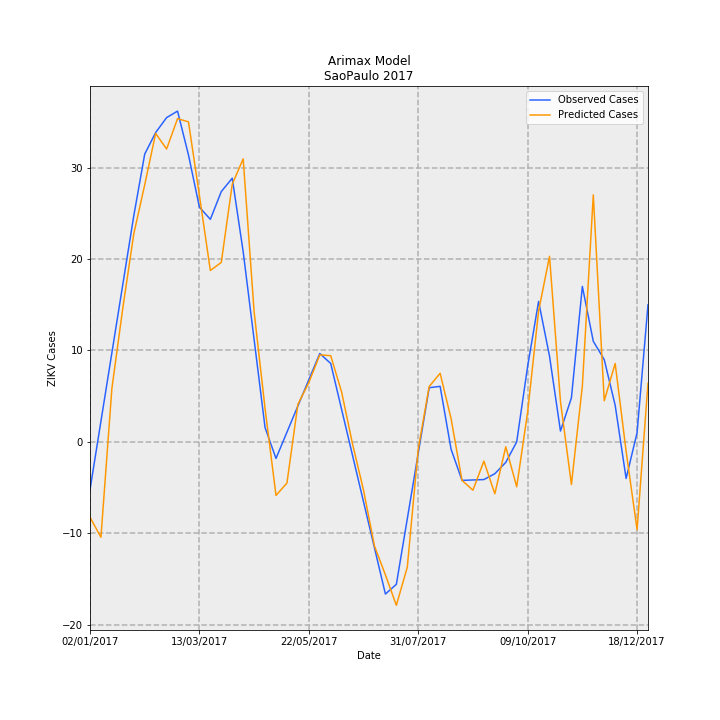 Arimax Model
SaoPaulo 2017
Observed Cases
Predicted Cases
30
20
10
0
−10
−20
ZIKV Cases
02/01/2017 13/03/2017 22/05/2017 31/07/2017 09/10/2017 18/12/2017
Date